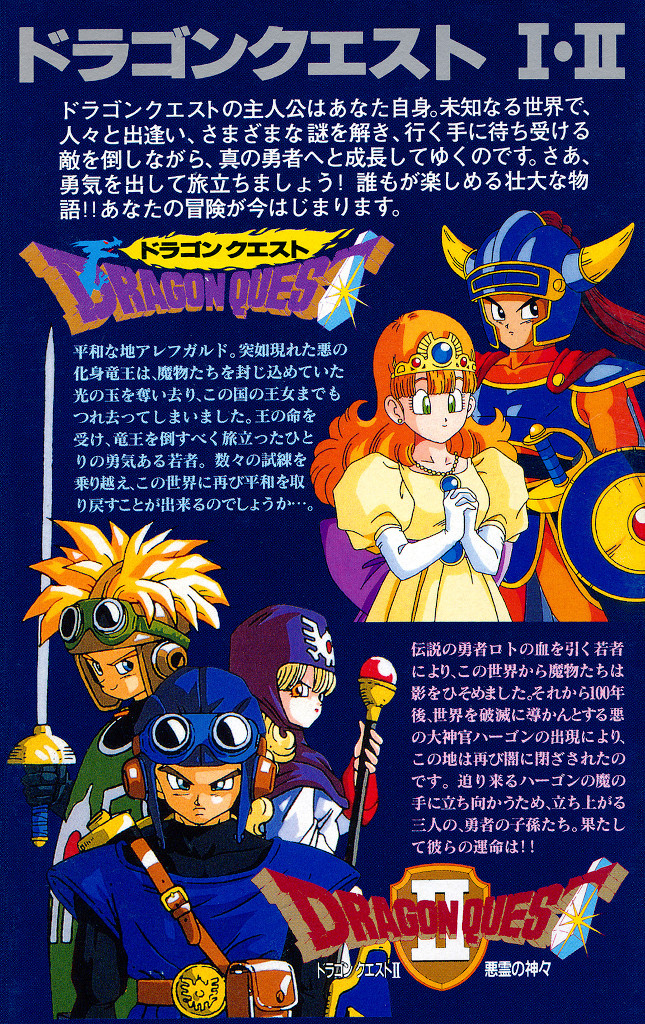 ドラゴンクエスト I・II
ドラゴンクエストの主人公はあなた自身。未知なる世界で、
人々と出逢い、さまざまな謎を解き、行く手に待ち受ける
敵を倒しながら、真の勇者へと成長してゆくのです。さあ、
勇気を出して旅立ちましょう! 誰もが楽しめる壮大な物
語!!あなたの冒険が今はじまります。
ドラゴン クエスト
DRAGON QUEST
平和な地アレフガルド。突如現れた悪の
化身竜王は、魔物たちを封じ込めていた
光の玉を奪い去り、この国の王女までも
つれ去ってしまいました。王の命を
受け、竜王を倒すべく旅立ったひと
りの勇気ある若者。数々の試練を
乗り越え、この世界に再び平和を取
り戻すことが出来るのでしょうか…。
伝説の勇者ロトの血を引く若者
により、この世界から魔物たちは
影をひそめました。それから100年
後、世界を破滅に導かんとする悪
の大神官ハーゴンの出現により、
この地は再び闇に閉ざされたの
です。迫り来るハーゴンの魔の
手に立ち向かうため、立ち上がる
三人の、勇者の子孫たち。果たし
て彼らの運命は!!
DRAGON QUEST
II
ドラゴン クエストII 悪霊の神々